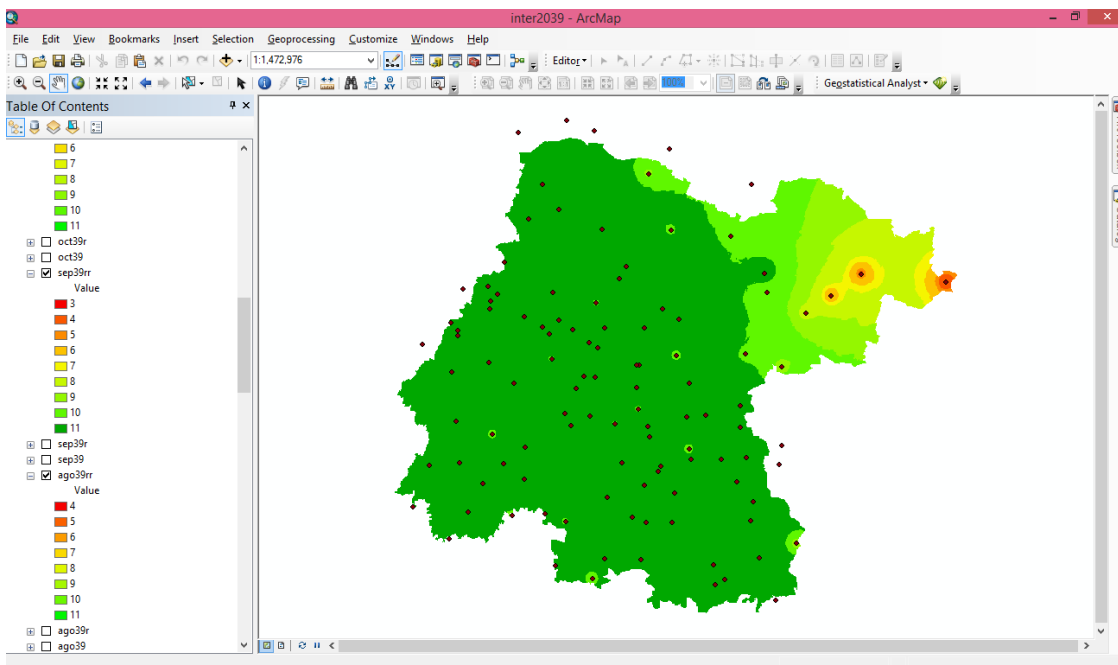 inter2039 - ArcMap
File Edit View Bookmarks Insert Selection Geoprocessing Customize Windows Help
1:1,472,976 Editor
100% Geostatistical Analyst
Table Of Contents
6
7
8
9
10
11
oct39r
oct39
sep39rr
Value
3
4
5
6
7
8
9
10
11
sep39r
sep39
ago39rr
Value
4
5
6
7
8
9
10
11
ago39r
ago39